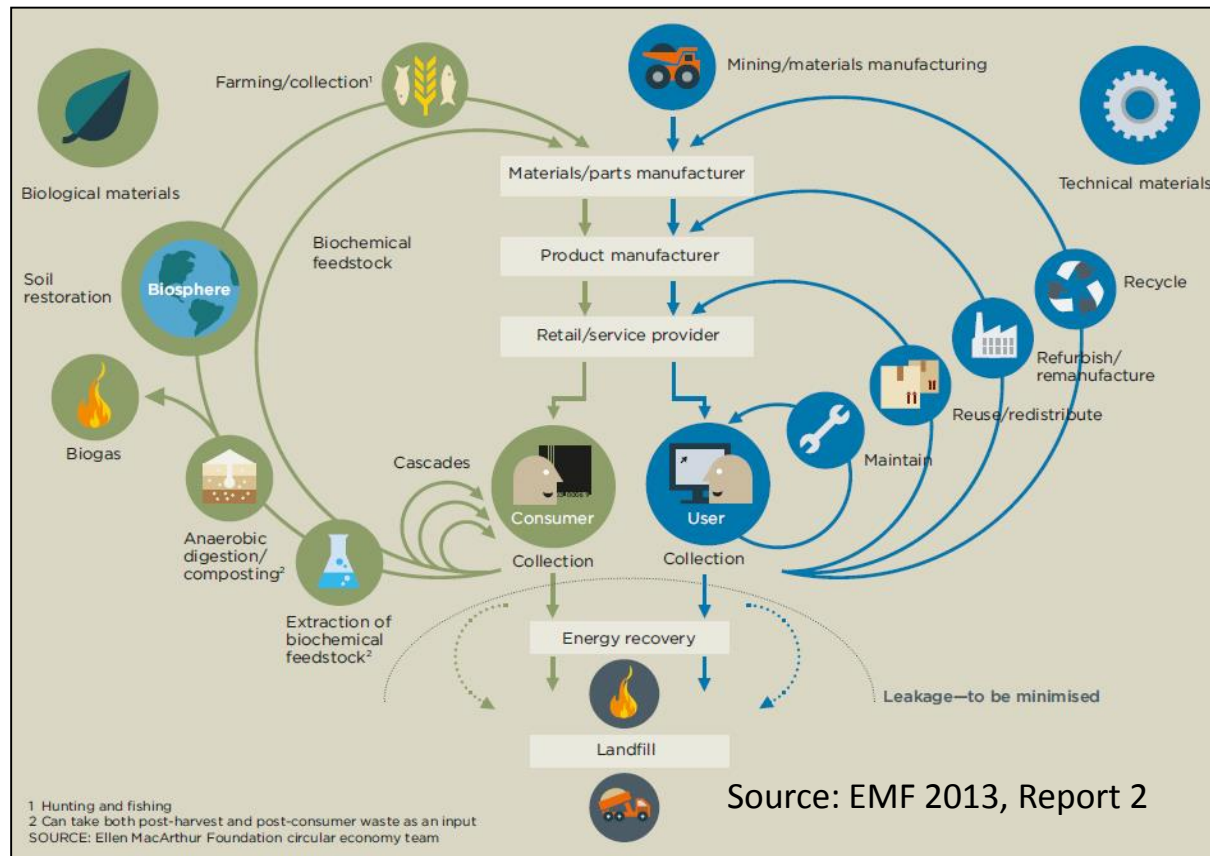 Farming/collection¹
Mining/materials manufacturing
Biological materials
Technical materials
Materials/parts manufacturer
Biochemical
feedstock
Product manufacturer
Soil
restoration
Biosphere
Recycle
Retail/service provider
Refurbish/
remanufacture
Reuse/redistribute
Biogas
Cascades
Maintain
Consumer
User
Anaerobic
digestion/
composting²
Collection
Collection
Extraction of
biochemical
feedstock²
Energy recovery
Leakage—to be minimised
Landfill
Source: EMF 2013, Report 2
1 Hunting and fishing
2 Can take both post-harvest and post-consumer waste as an input
SOURCE: Ellen MacArthur Foundation circular economy team